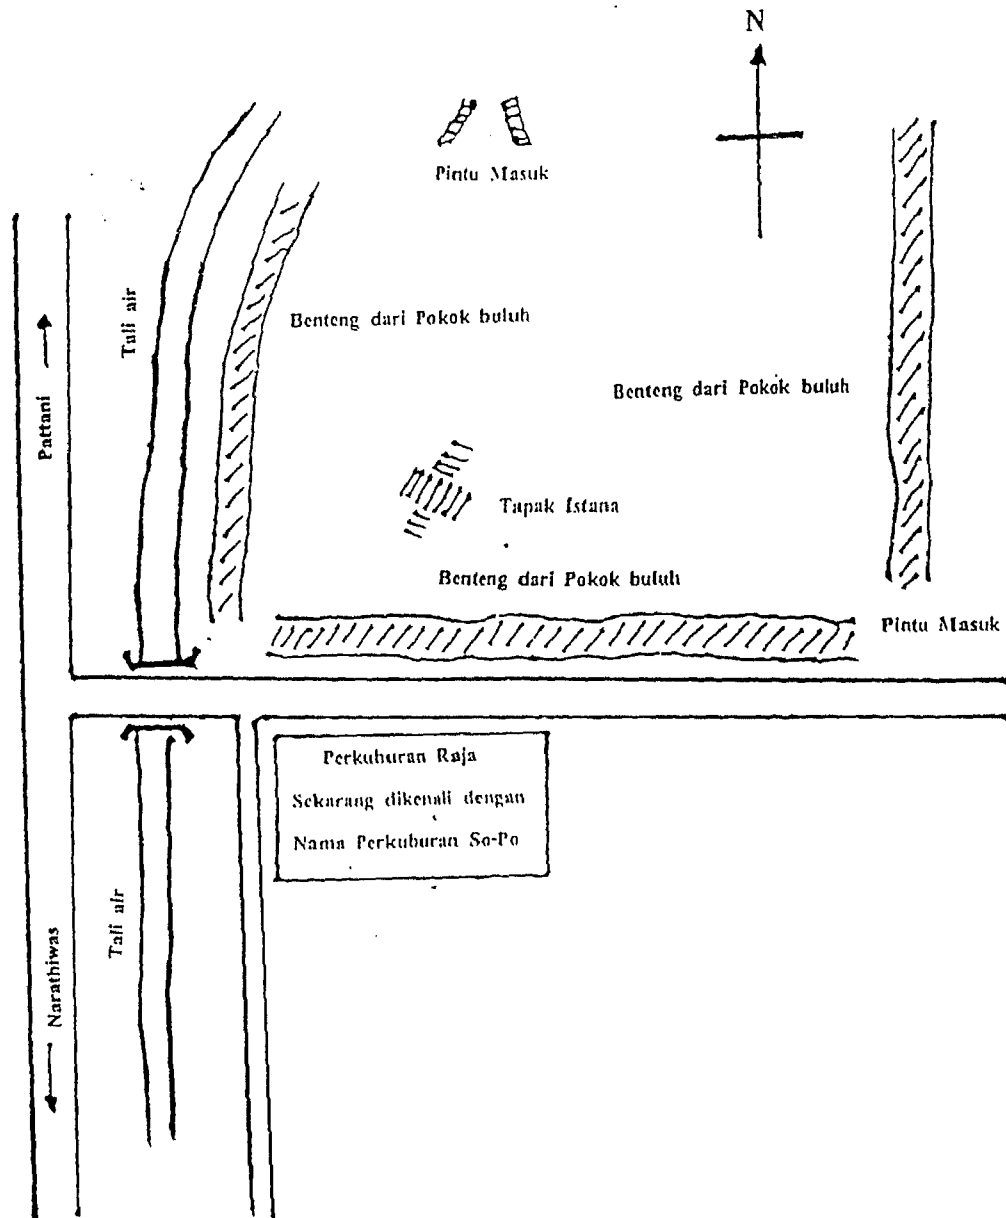 N
Pintu Masuk
Tali air
Benteng dari Pokok buluh
Pattani
Benteng dari Pokok buluh
Tapak Istana
Benteng dari Pokok buluh
Pintu Masuk
Perkuburan Raja
Sekarang dikenali dengan
Nama Perkuburan So-Po
Tali air
Narathiwas